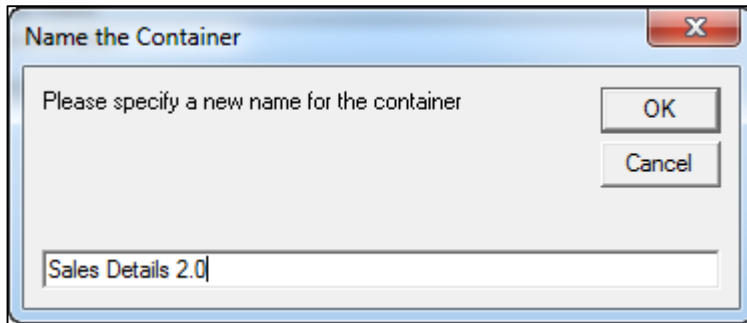 Name the Container
Please specify a new name for the container
OK
Cancel
Sales Details 2.0